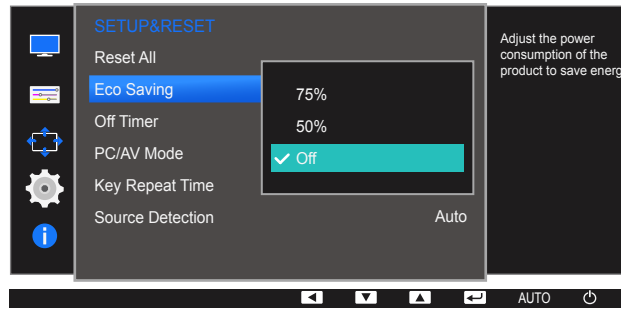 SETUP&RESET
Reset All
Eco Saving
Off Timer
PC/AV Mode
Key Repeat Time
Source Detection Auto
75%
50%
Off
Adjust the power
consumption of the
product to save energ
AUTO